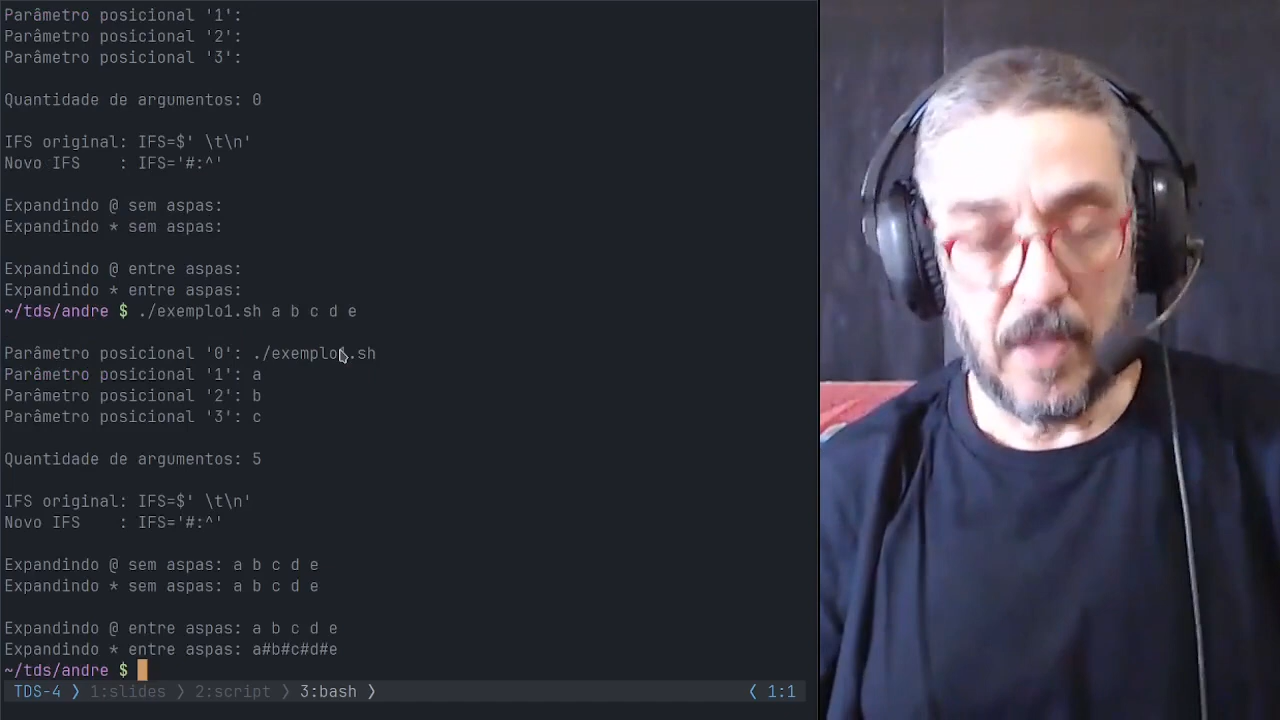 Parâmetro posicional '1':
Parâmetro posicional '2':
Parâmetro posicional '3':
Quantidade de argumentos: 0
IFS original: IFS=$' \t\n'
Novo IFS    : IFS='#:^'
Expandindo @ sem aspas:
Expandindo * sem aspas:
Expandindo @ entre aspas:
Expandindo * entre aspas:
~/tds/andre $ ./exemplo1.sh a b c d e
Parâmetro posicional '0': ./exemplo1.sh
Parâmetro posicional '1': a
Parâmetro posicional '2': b
Parâmetro posicional '3': c
Quantidade de argumentos: 5
IFS original: IFS=$' \t\n'
Novo IFS    : IFS='#:^'
Expandindo @ sem aspas: a b c d e
Expandindo * sem aspas: a b c d e
Expandindo @ entre aspas: a b c d e
Expandindo * entre aspas: a#b#c#d#e
~/tds/andre $
TDS-4 ❭ 1:slides ❭ 2:script ❭ 3:bash ❭ ❬ 1:1